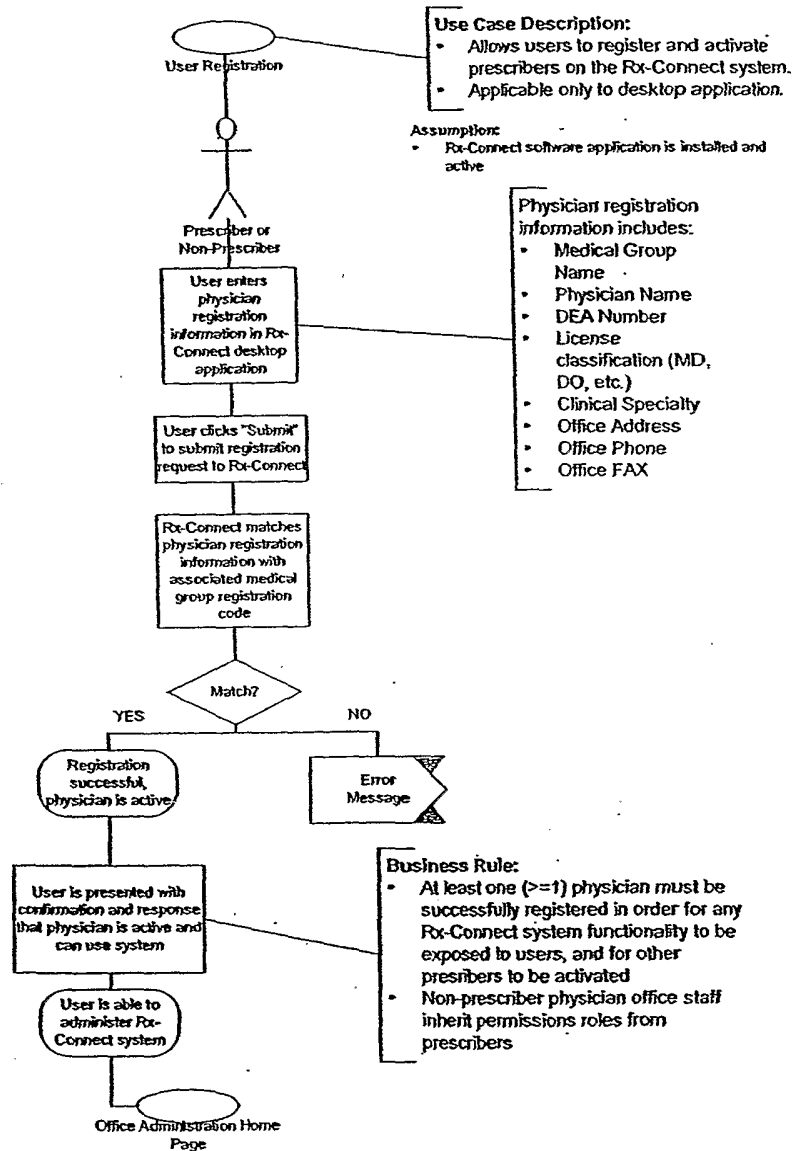 User Registration
Use Case Description:
• Allows users to register and activate
prescribers on the Rx-Connect system.
• Applicable only to desktop application.
Assumption:
• Rx-Connect software application is installed and
active
Prescriber or
Non-Prescriber
User enters
physician
registration
information in Rx-
Connect desktop
application
Physician registration
information includes:
• Medical Group
Name
• Physician Name
• DEA Number
• License
classification (MD,
DO, etc.)
• Clinical Specialty
• Office Address
• Office Phone
• Office FAX
User clicks "Submit"
to submit registration
request to Rx-Connect
Rx-Connect matches
physician registration
information with
associated medical
group registration
code
Match?
YES
NO
Registration
successful,
physician is active
Error
Message
User is presented with
confirmation and response
that physician is active and
can use system
Business Rule:
• At least one (>=1) physician must be
successfully registered in order for any
Rx-Connect system functionality to be
exposed to users, and for other
presribers to be activated
• Non-prescriber physician office staff
inherit permissions roles from
prescribers
User is able to
administer Rx-
Connect system
Office Administration Home
Page